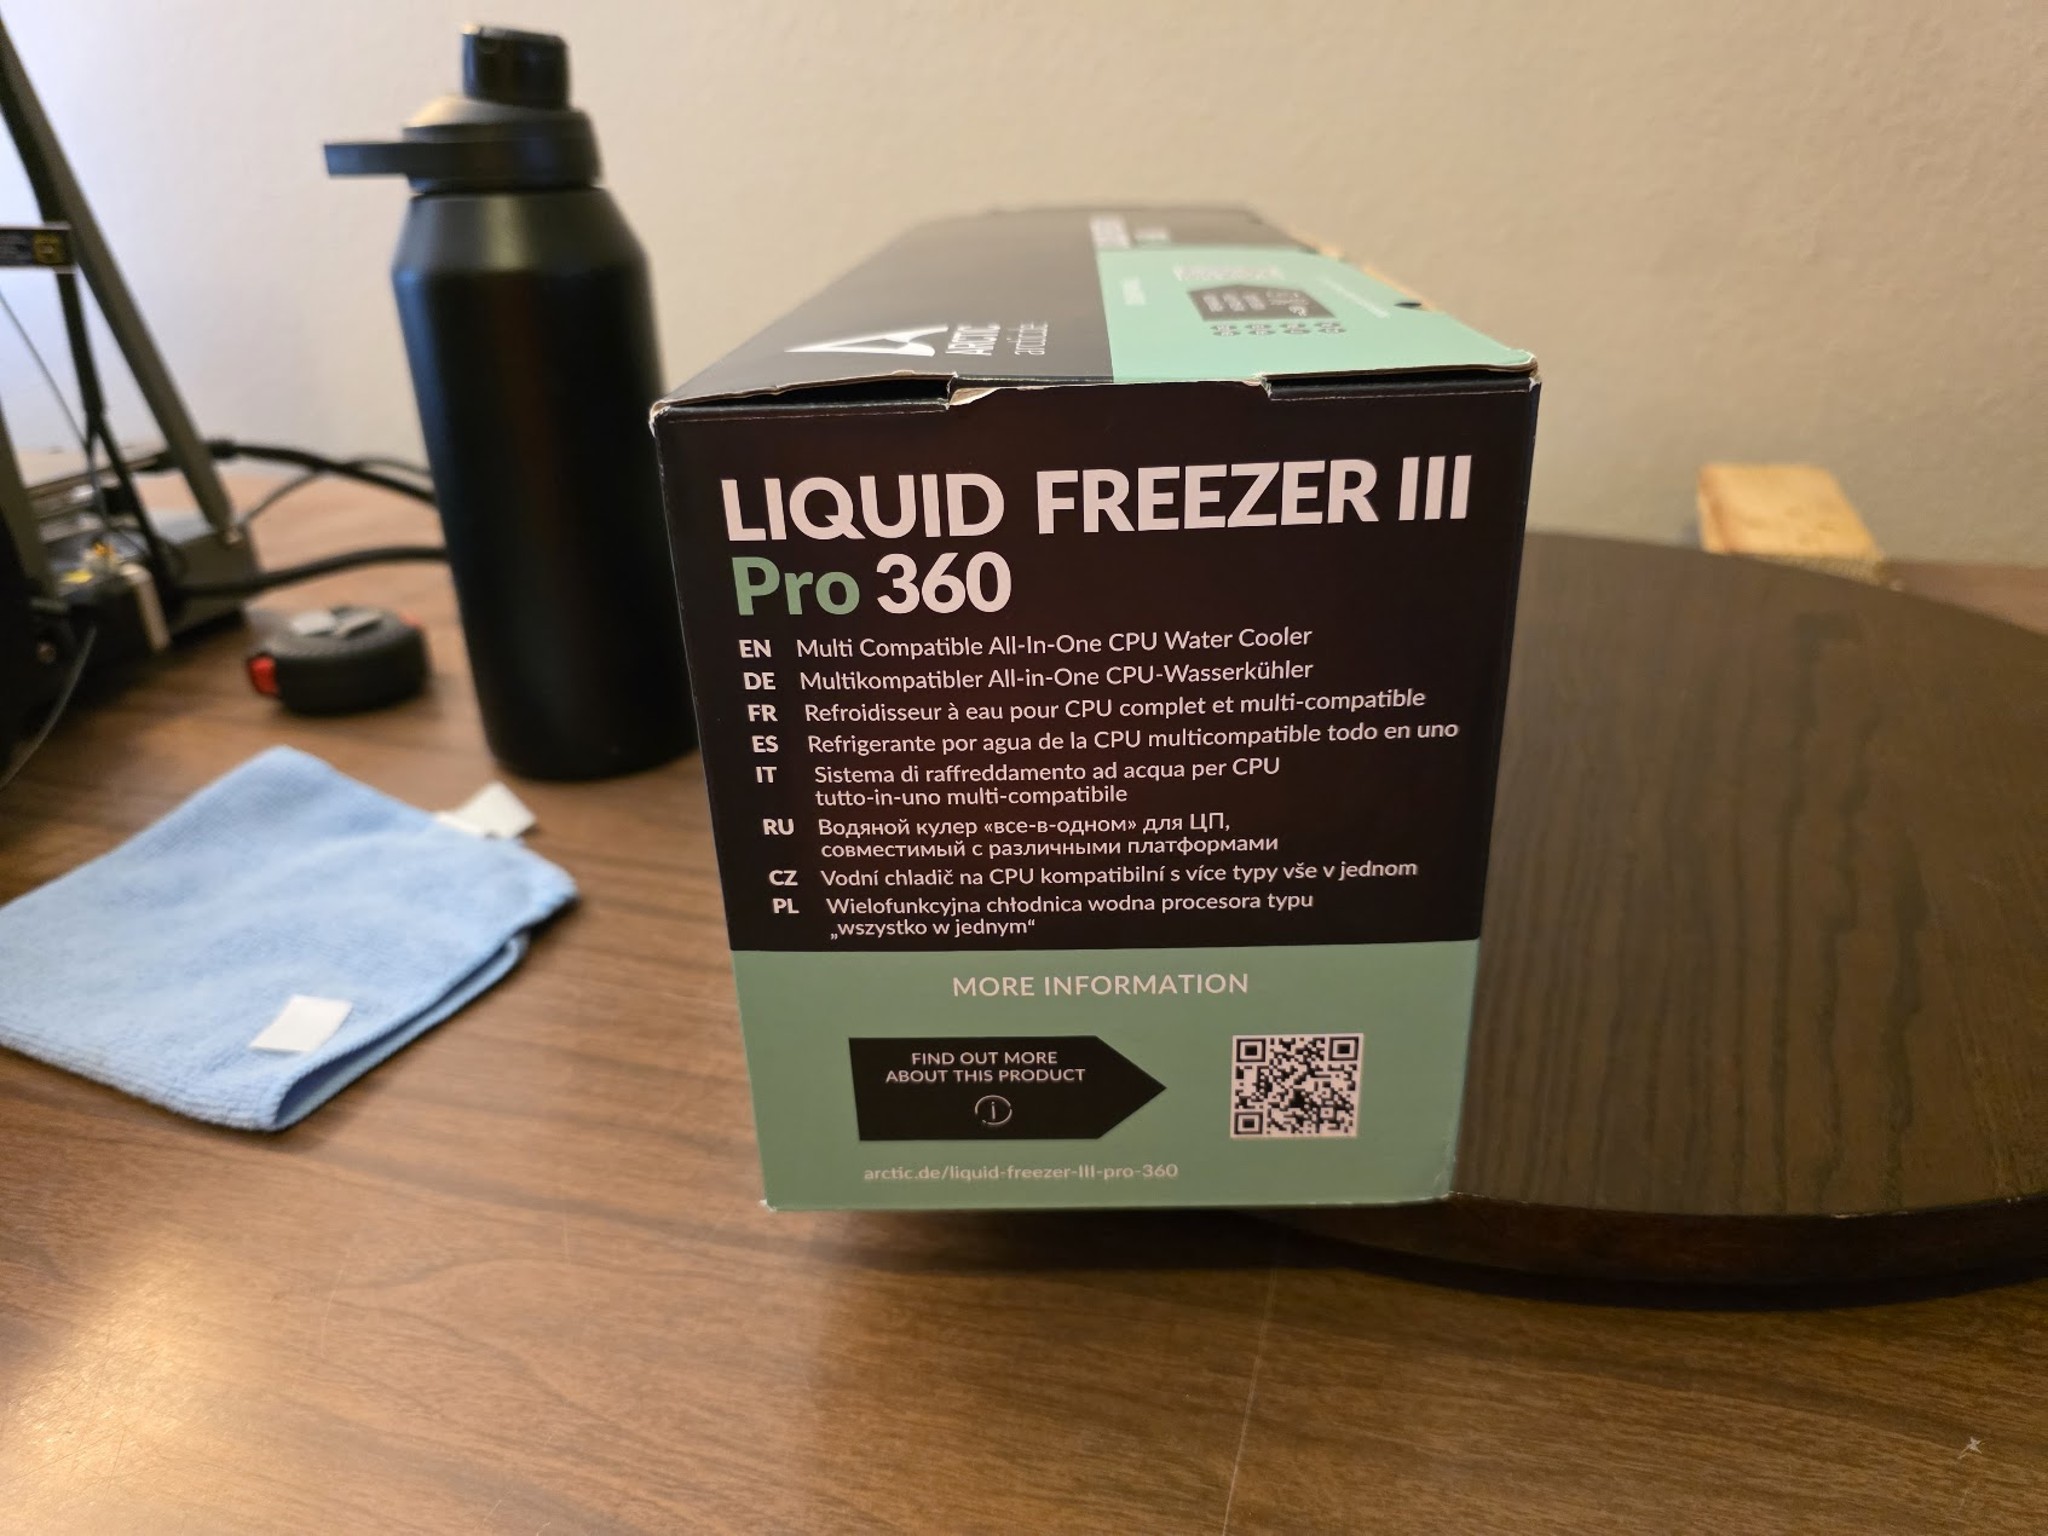 ARCTIC
arctic.de
LIQUID FREEZER III
Pro 360
EN Multi Compatible All-In-One CPU Water Cooler
DE Multikompatibler All-in-One CPU-Wasserkühler
FR Refroidisseur à eau pour CPU complet et multi-compatible
ES Refrigerante por agua de la CPU multicompatible todo en uno
IT Sistema di raffreddamento ad acqua per CPU
tutto-in-uno multi-compatibile
RU Водяной кулер «все-в-одном» для ЦП,
совместимый с различными платформами
CZ Vodní chladič na CPU kompatibilní s více typy vše v jednom
PL Wielofunkcyjna chłodnica wodna procesora typu
„wszystko w jednym“
MORE INFORMATION
FIND OUT MORE
ABOUT THIS PRODUCT
i
arctic.de/liquid-freezer-III-pro-360